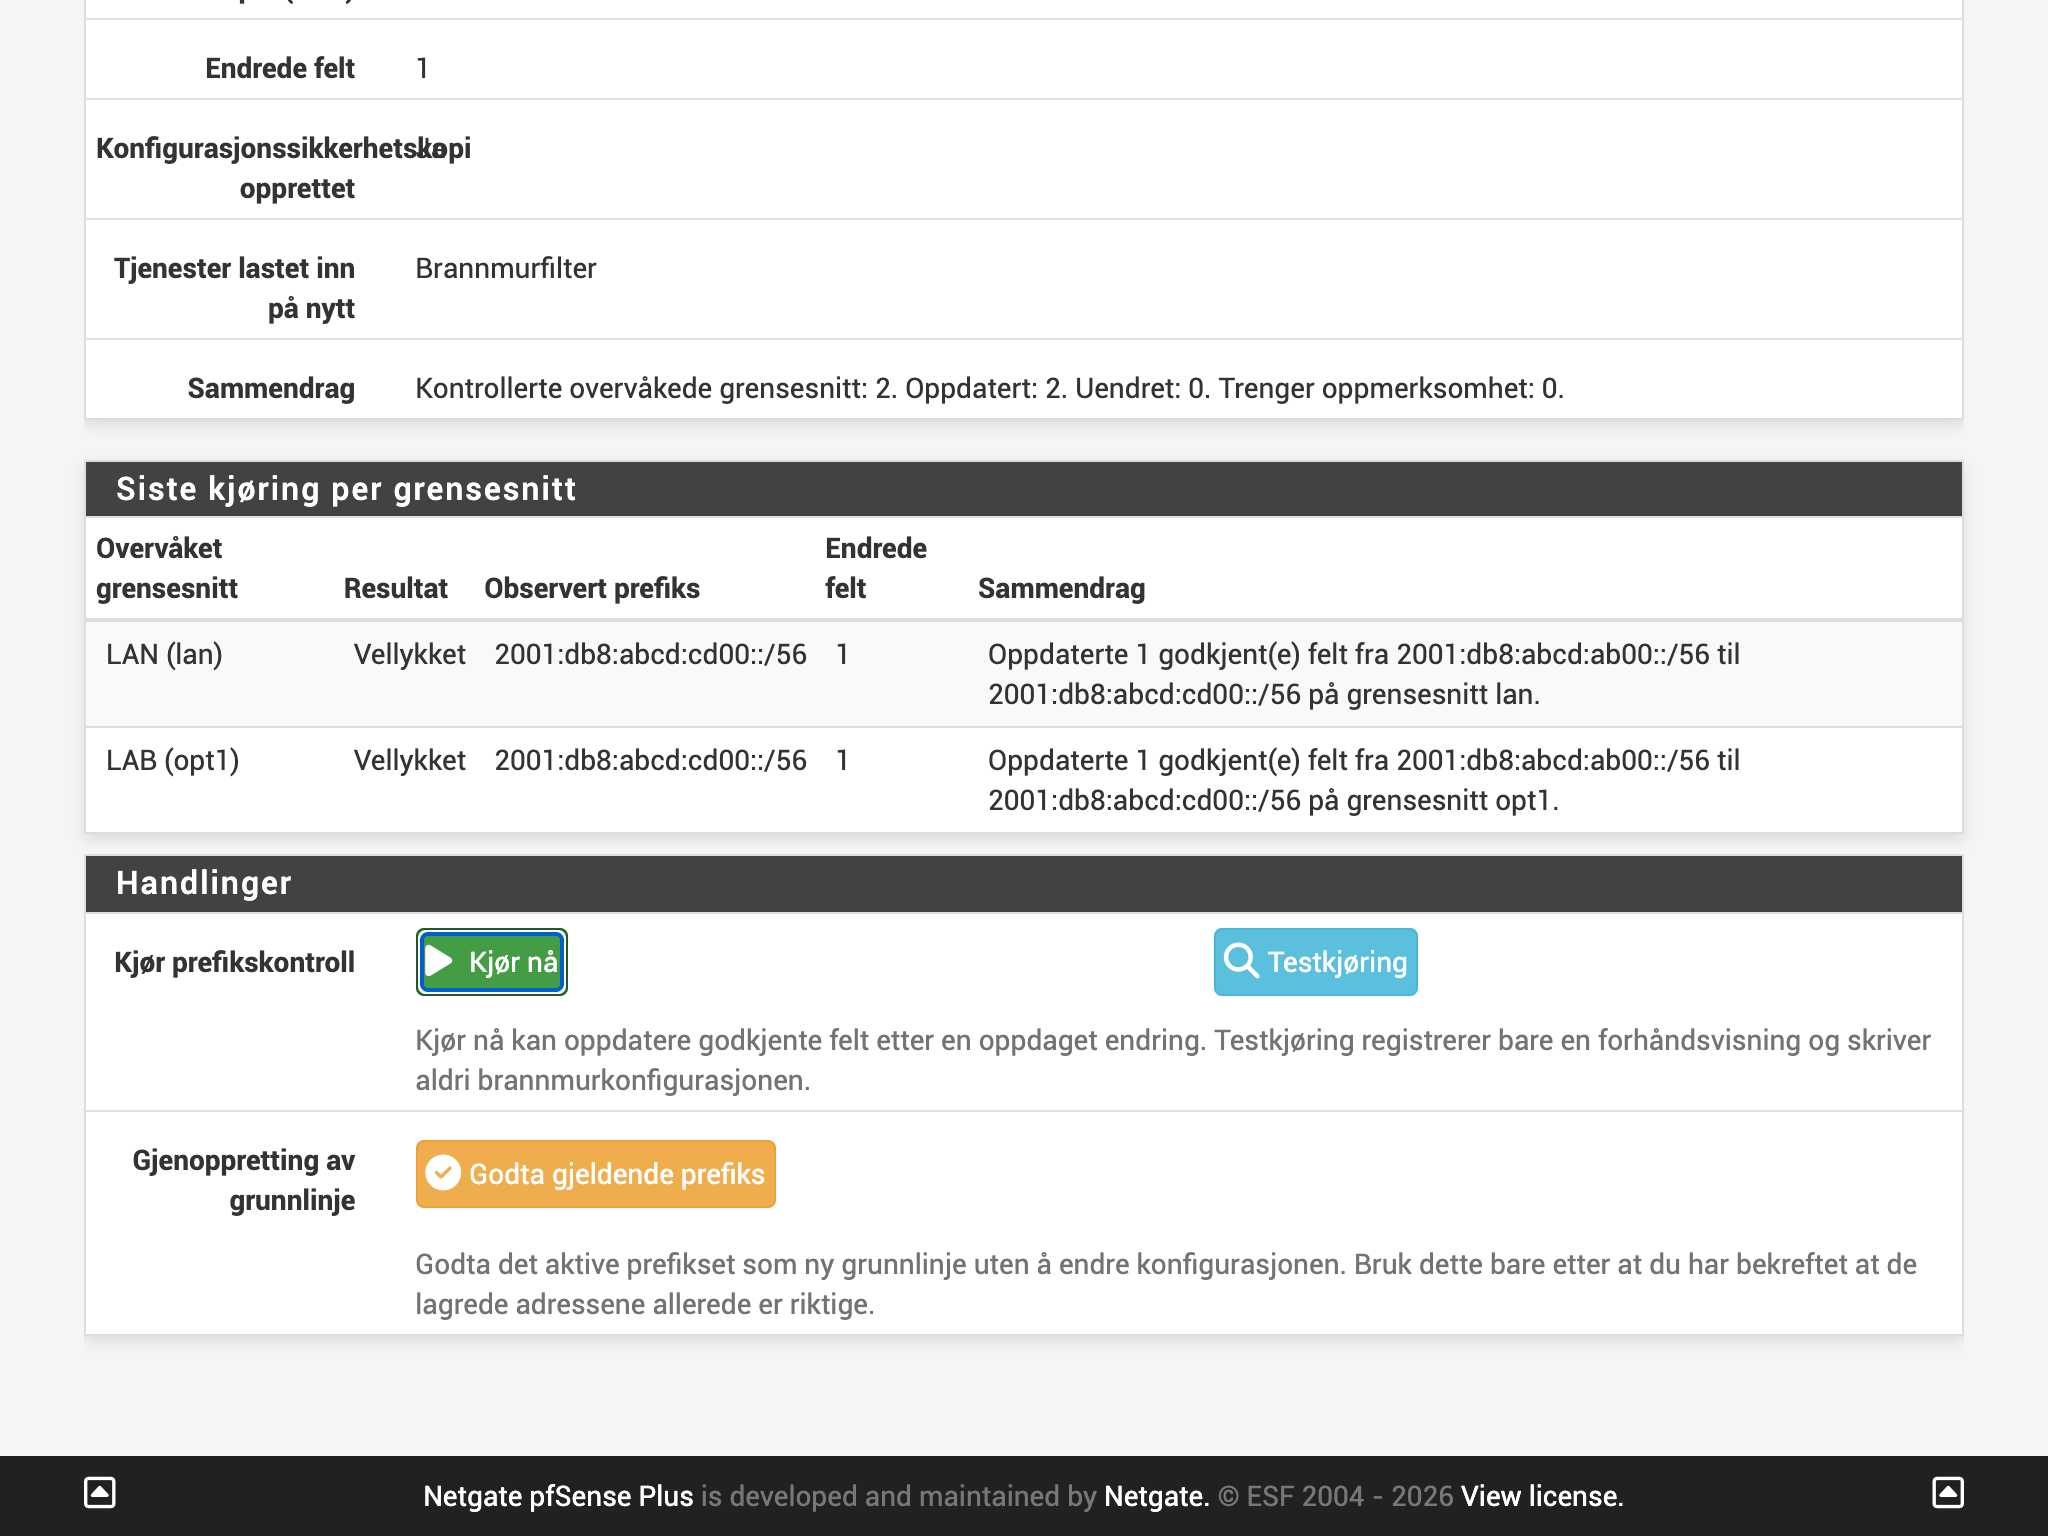 Endrede felt 1
Konfigurasjonssikkerhetskopi
opprettet
Tjenester lastet inn Brannmurfilter
på nytt
Sammendrag Kontrollerte overvåkede grensesnitt: 2. Oppdatert: 2. Uendret: 0. Trenger oppmerksomhet: 0.
Siste kjøring per grensesnitt
Overvåket Endrede
grensesnitt Resultat Observert prefiks felt Sammendrag
LAN (lan) Vellykket 2001:db8:abcd:cd00::/56 1 Oppdaterte 1 godkjent(e) felt fra 2001:db8:abcd:ab00::/56 til
2001:db8:abcd:cd00::/56 på grensesnitt lan.
LAB (opt1) Vellykket 2001:db8:abcd:cd00::/56 1 Oppdaterte 1 godkjent(e) felt fra 2001:db8:abcd:ab00::/56 til
2001:db8:abcd:cd00::/56 på grensesnitt opt1.
Handlinger
Kjør prefikskontroll Kjør nå Testkjøring
Kjør nå kan oppdatere godkjente felt etter en oppdaget endring. Testkjøring registrerer bare en forhåndsvisning og skriver
aldri brannmurkonfigurasjonen.
Gjenoppretting av Godta gjeldende prefiks
grunnlinje
Godta det aktive prefikset som ny grunnlinje uten å endre konfigurasjonen. Bruk dette bare etter at du har bekreftet at de
lagrede adressene allerede er riktige.
Netgate pfSense Plus is developed and maintained by Netgate. © ESF 2004 - 2026 View license.